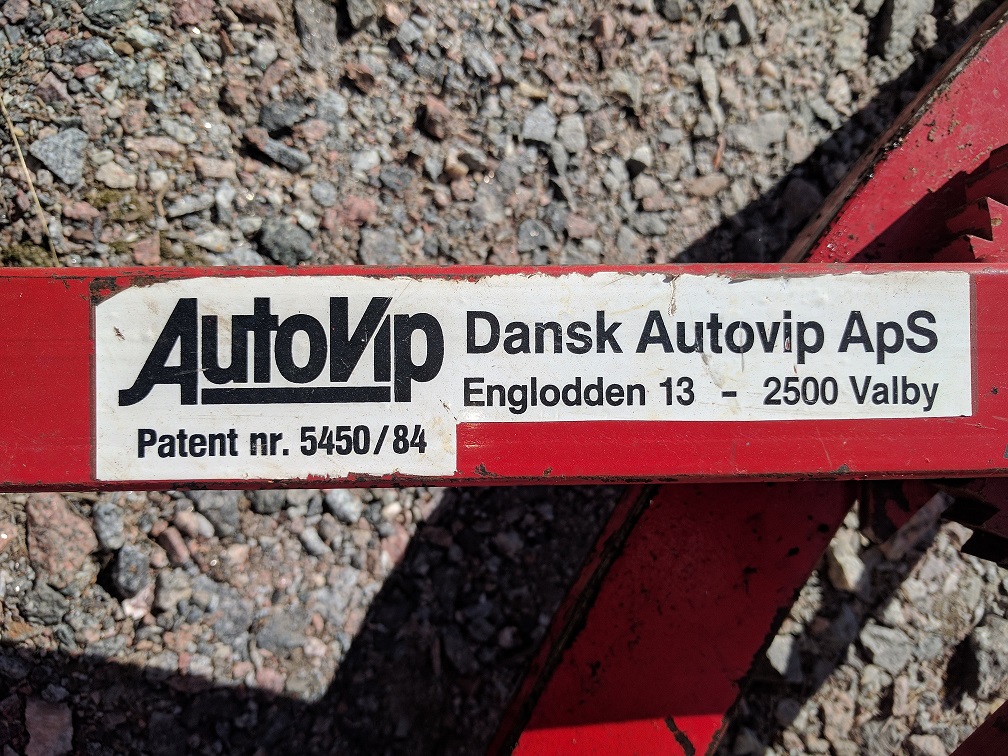 AutoVip
Patent nr. 5450/84
Dansk Autovip ApS
Englodden 13 - 2500 Valby